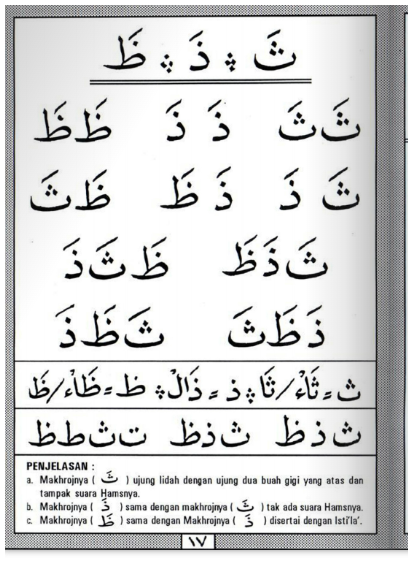 ثَ ؞ ذَ ؞ ظَ
ثَ ثَ ذَ ذَ ظَ ظَ
ثَ ذَ ذَ ظَ ظَ ثَ
ثَ ذَ ظَ ظَ ثَ ذَ
ذَ ظَ ثَ ثَ ظَ ذَ
ث = ثَاءْ/ثَا ؞ ذ = ذَالْ ؞ ظ = ظَاءْ/ظَا
ث ذ ظ ثذظ تثطظ
PENJELASAN :
a. Makhrojnya ( ثَ ) ujung lidah dengan ujung dua buah gigi yang atas dan
tampak suara Hamsnya.
b. Makhrojnya ( ذَ ) sama dengan makhrojnya ( ثَ ) tak ada suara Hamsnya.
c. Makhrojnya ( ظَ ) sama dengan Makhrojnya ( ذَ ) disertai dengan Isti'la'.
١٧